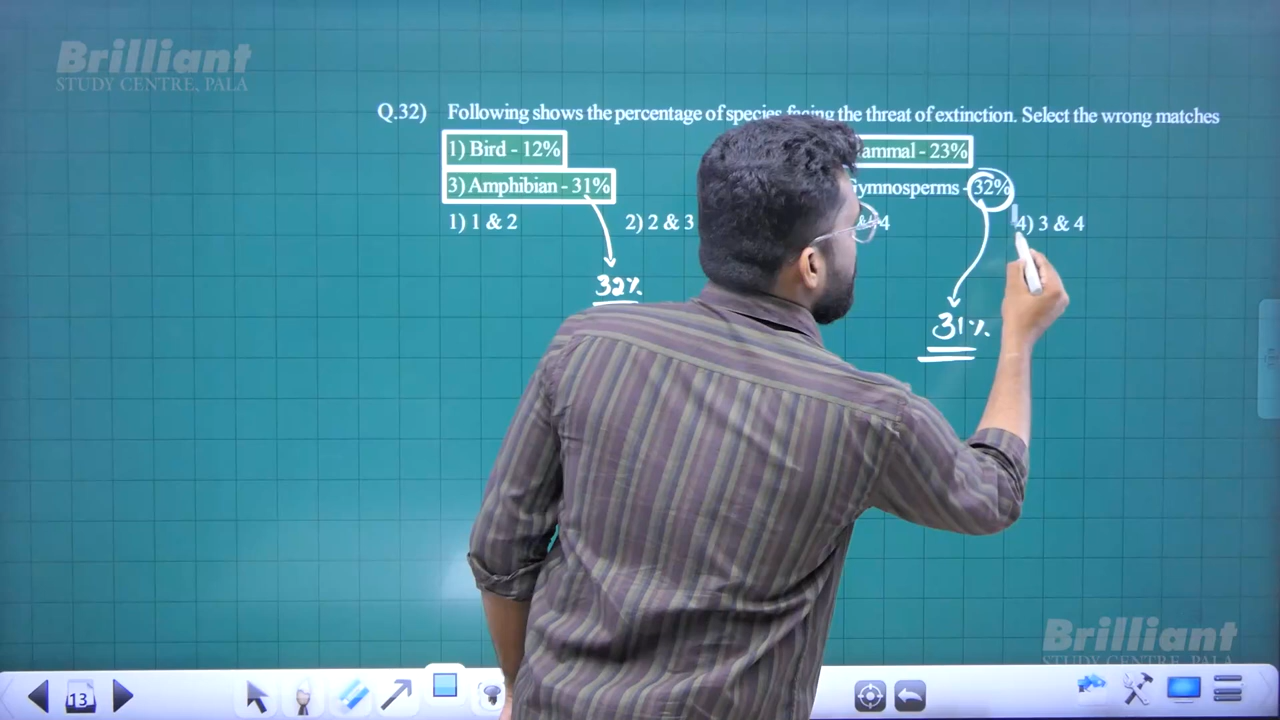 Brilliant
STUDY CENTRE, PALA
Q.32) Following shows the percentage of species facing the threat of extinction. Select the wrong matches
1) Bird - 12% ammal - 23%
3) Amphibian - 31% ymnosperms - 32%
1) 1 & 2 2) 2 & 3 4 4) 3 & 4
32%
31%
Brilliant
STUDY CENTRE, PALA
13